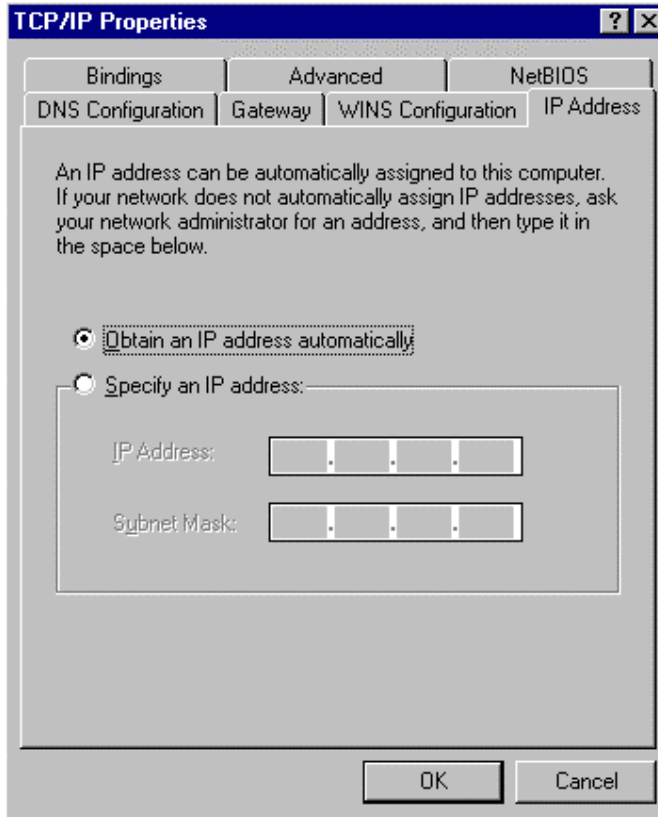 TCP/IP Properties
Bindings Advanced NetBIOS
DNS Configuration Gateway WINS Configuration IP Address
An IP address can be automatically assigned to this computer.
If your network does not automatically assign IP addresses, ask
your network administrator for an address, and then type it in
the space below.
Obtain an IP address automatically
Specify an IP address:
IP Address:
. . .
Subnet Mask:
. . .
OK Cancel